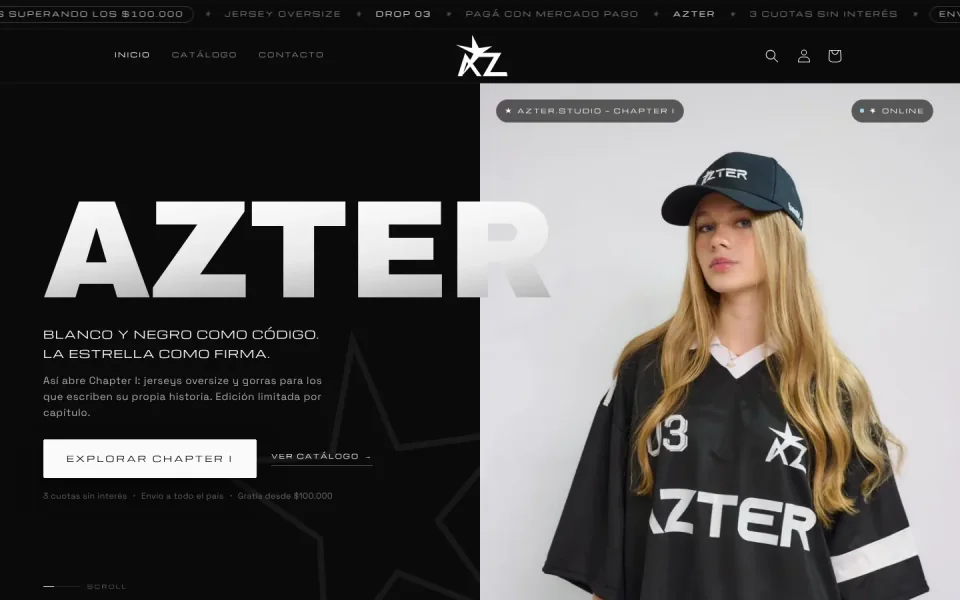 S SUPERANDO LOS $100.000 ★ JERSEY OVERSIZE ★ DROP 03 ★ PAGÁ CON MERCADO PAGO ★ AZTER ★ 3 CUOTAS SIN INTERÉS ★
INICIO CATÁLOGO CONTACTO
AZ
★ AZTER.STUDIO – CHAPTER I
★ ONLINE
AZTER
AZTER
BLANCO Y NEGRO COMO CÓDIGO.
LA ESTRELLA COMO FIRMA.
Así abre Chapter I: jerseys oversize y gorras para los
que escriben su propia historia. Edición limitada por
capítulo.
EXPLORAR CHAPTER I
VER CATÁLOGO →
3 cuotas sin interés • Envío a todo el país • Gratis desde $100.000
SCROLL
03
AZ
AZTER